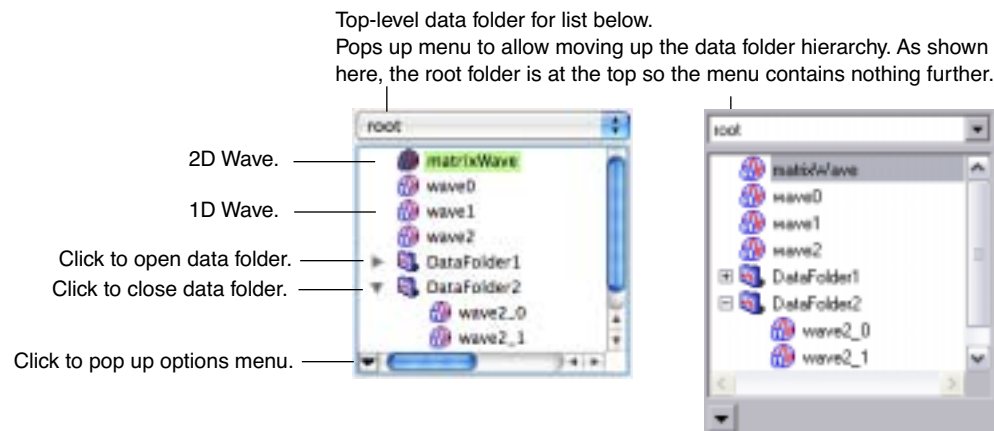 Top-level data folder for list below.
Pops up menu to allow moving up the data folder hierarchy. As shown
here, the root folder is at the top so the menu contains nothing further.
root
2D Wave.
matrixWave
wave0
1D Wave.
wave1
wave2
Click to open data folder.
DataFolder1
Click to close data folder.
DataFolder2
wave2_0
wave2_1
Click to pop up options menu.
root
matrixWave
wave0
wave1
wave2
DataFolder1
DataFolder2
wave2_0
wave2_1